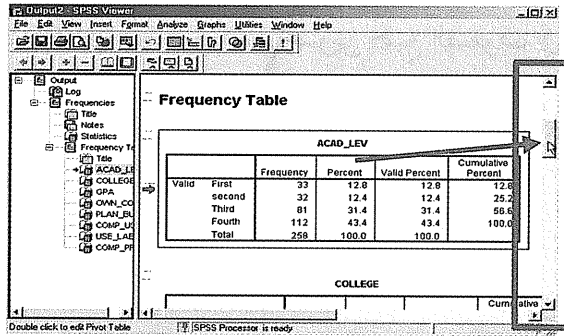 Output2 - SPSS Viewer
File Edit View Insert Format Analyze Graphs Utilities Window Help
Output
Log
Frequencies
Title
Notes
Statistics
Frequency Ta
Title
ACAD_LE
COLLEGE
GPA
OWN_CO
PLAN_BU
COMP_US
USE_LAB
COMP_PR
Frequency Table
ACAD_LEV
Frequency Percent Valid Percent Cumulative Percent
Valid First 33 12.8 12.8 12.8
second 32 12.4 12.4 25.2
Third 81 31.4 31.4 56.6
Fourth 112 43.4 43.4 100.0
Total 258 100.0 100.0
COLLEGE
Cumulative
Double click to edit Pivot Table SPSS Processor is ready